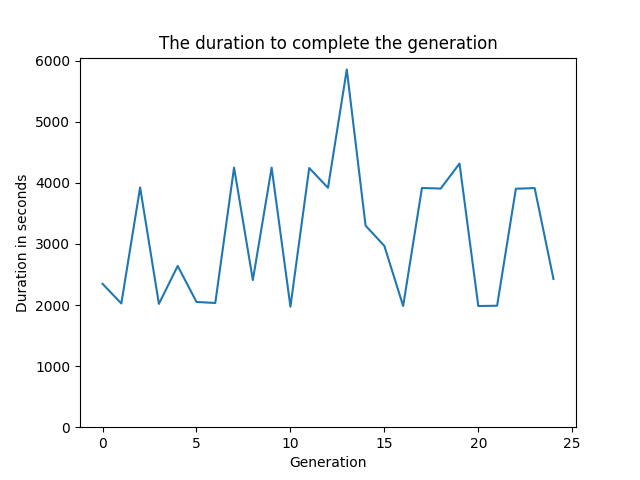 The duration to complete the generation
6000
5000
4000
3000
2000
1000
0
Duration in seconds
0 5 10 15 20 25
Generation